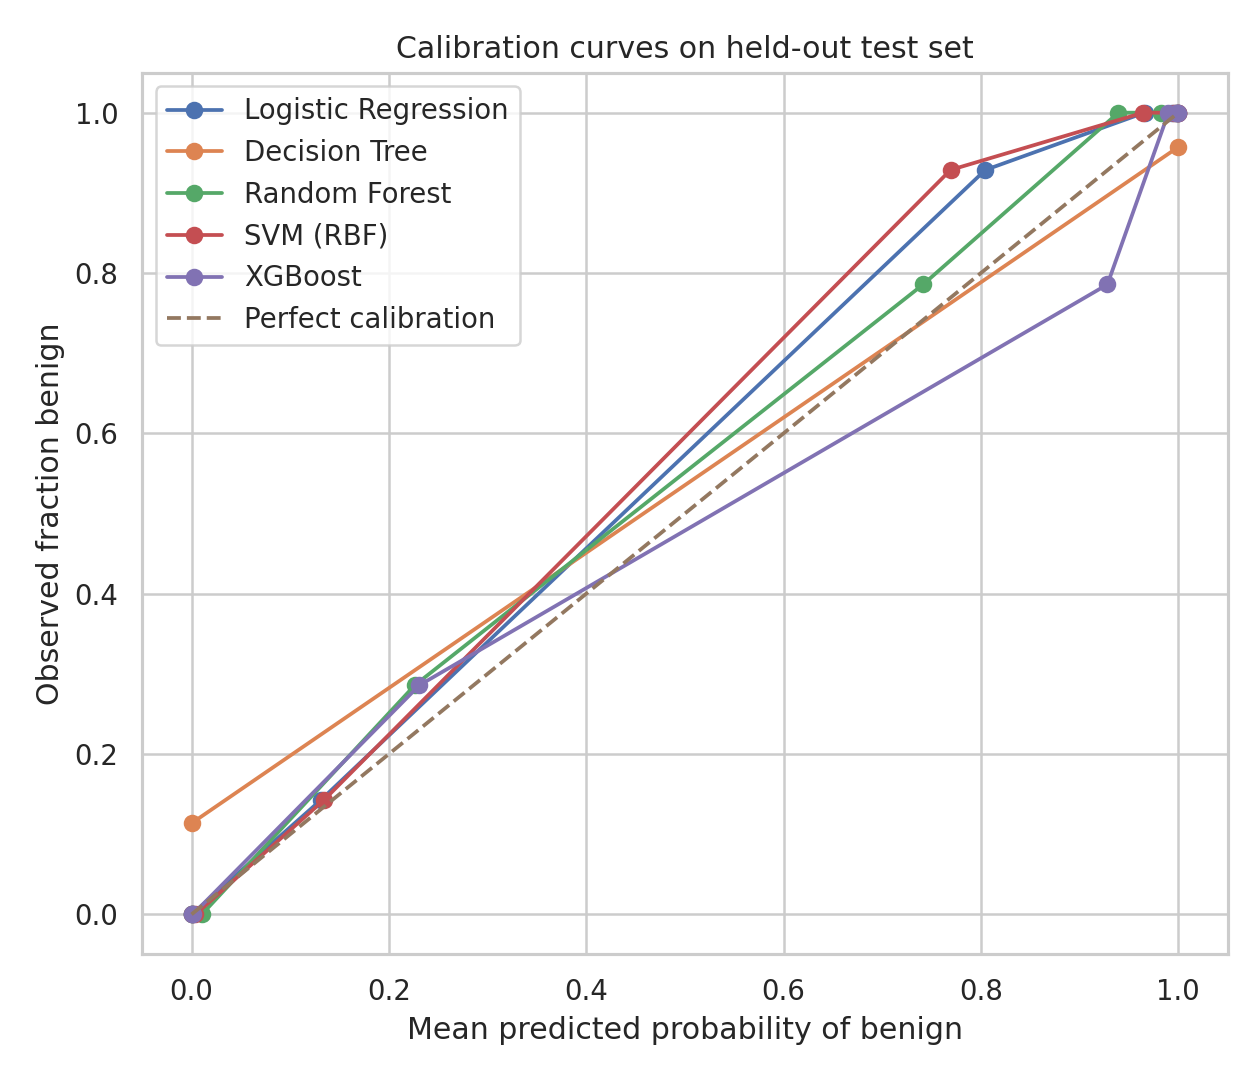 Calibration curves on held-out test set
Logistic Regression
Decision Tree
Random Forest
SVM (RBF)
XGBoost
Perfect calibration
1.0
0.8
0.6
0.4
0.2
0.0
Observed fraction benign
0.0 0.2 0.4 0.6 0.8 1.0
Mean predicted probability of benign